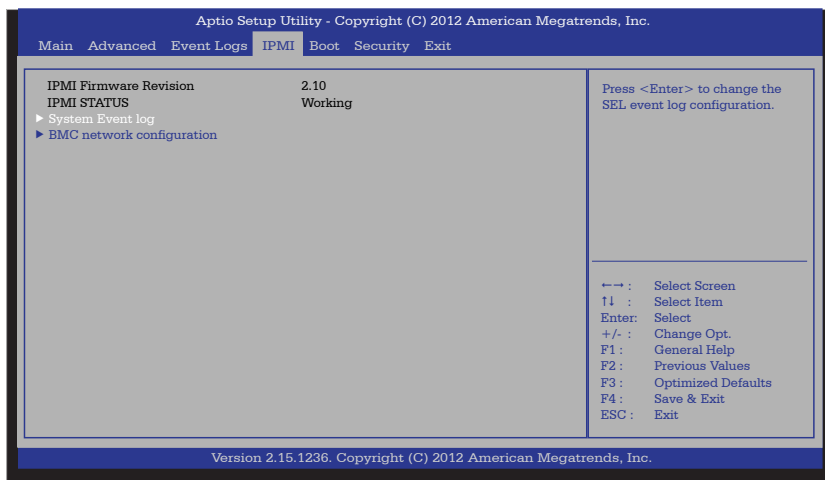 Aptio Setup Utility - Copyright (C) 2012 American Megatrends, Inc.
Main Advanced Event Logs IPMI Boot Security Exit
IPMI Firmware Revision 2.10
IPMI STATUS Working
▶ System Event log
▶ BMC network configuration
Press <Enter> to change the
SEL event log configuration.
←→ : Select Screen
↑↓ : Select Item
Enter: Select
+/- : Change Opt.
F1 : General Help
F2 : Previous Values
F3 : Optimized Defaults
F4 : Save & Exit
ESC : Exit
Version 2.15.1236. Copyright (C) 2012 American Megatrends, Inc.